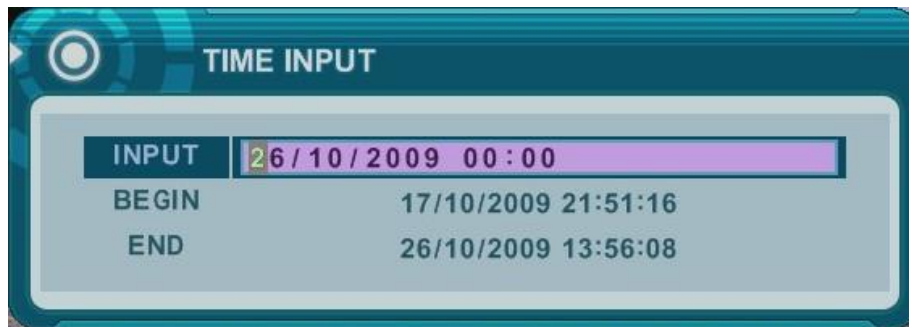 TIME INPUT
INPUT 26/10/2009 00:00
BEGIN 17/10/2009 21:51:16
END 26/10/2009 13:56:08